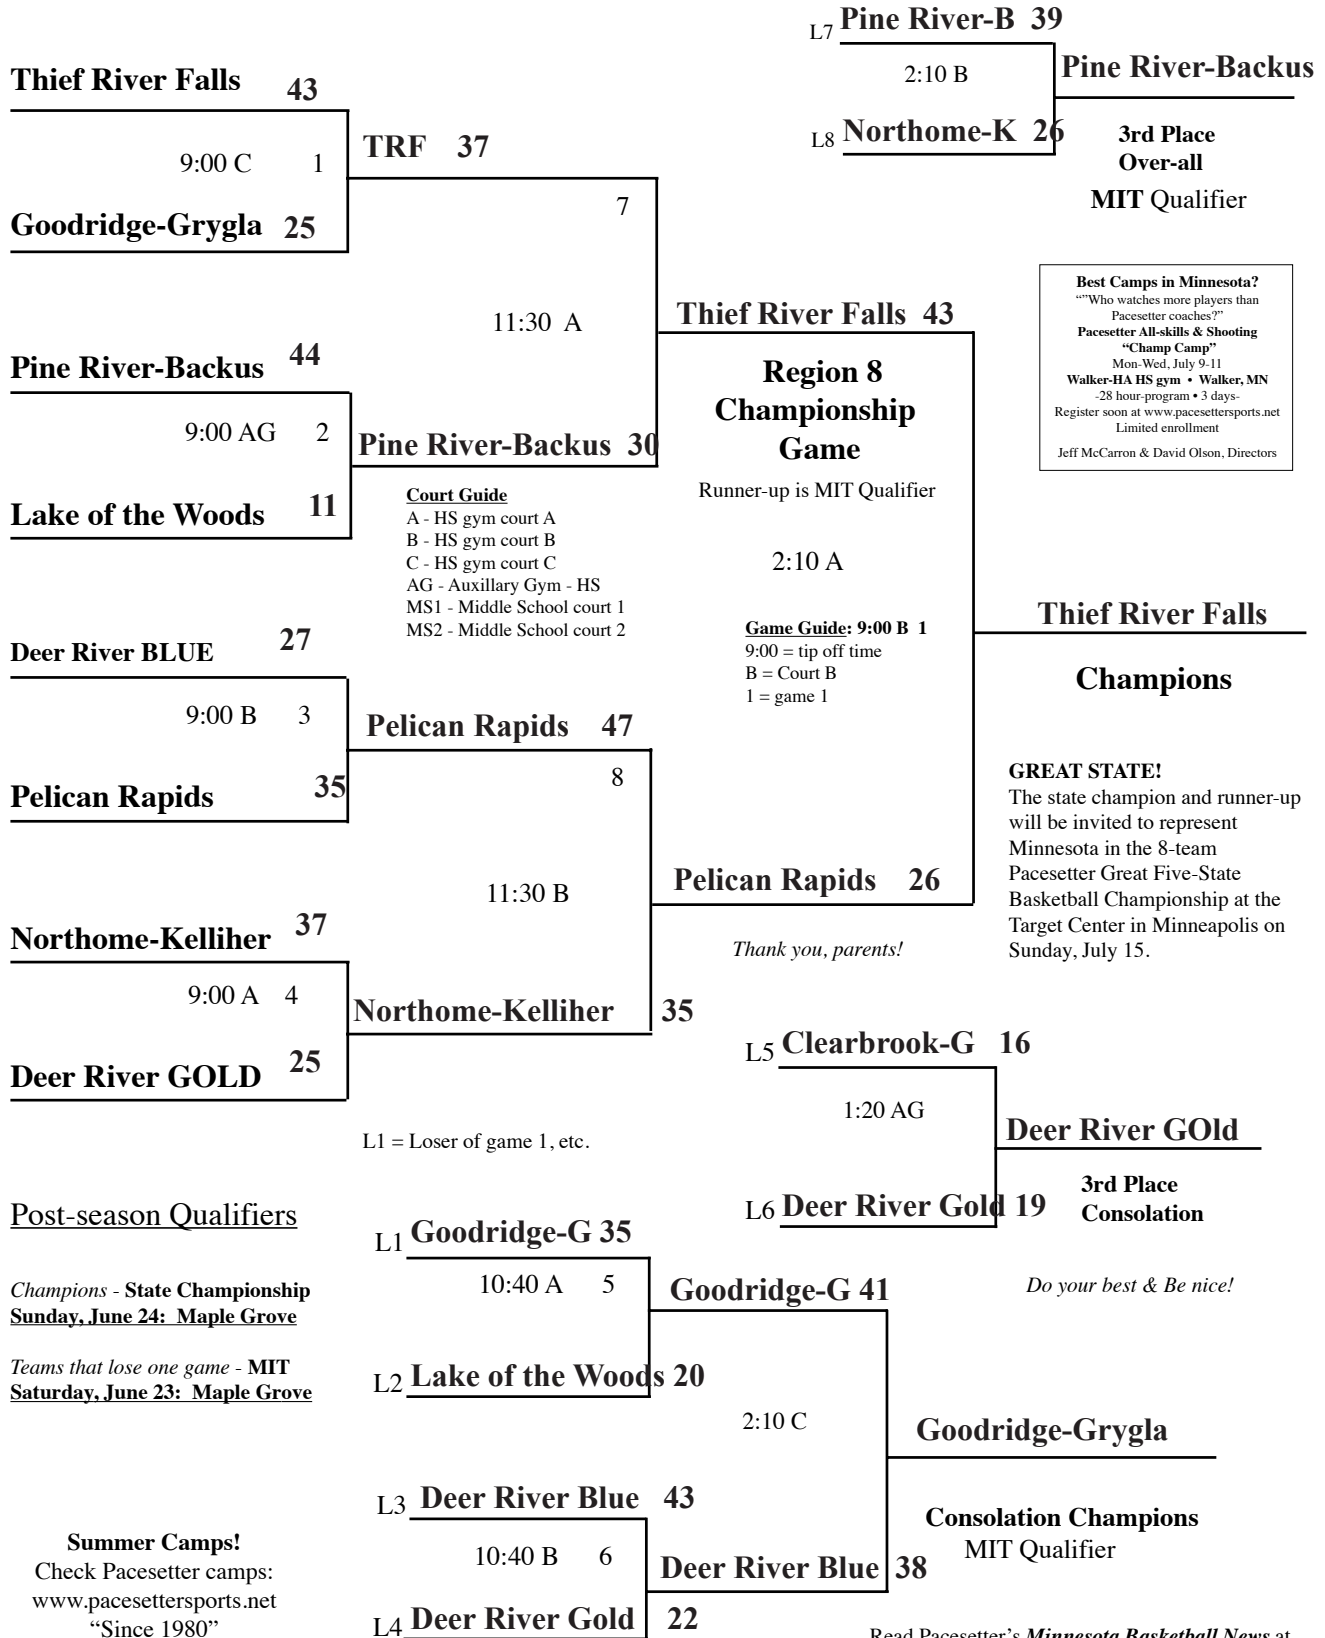 L7 Pine River-B 39
2:10 B
L8 Northome-K 26
Pine River-Backus
3rd Place
Over-all
MIT Qualifier
Thief River Falls 43
9:00 C 1
Goodridge-Grygla 25
TRF 37
7
11:30 A
Pine River-Backus 44
9:00 AG 2
Lake of the Woods 11
Pine River-Backus 30
Court Guide
A - HS gym court A
B - HS gym court B
C - HS gym court C
AG - Auxillary Gym - HS
MS1 - Middle School court 1
MS2 - Middle School court 2
Thief River Falls 43
Region 8
Championship
Game
Runner-up is MIT Qualifier
2:10 A
Game Guide: 9:00 B 1
9:00 = tip off time
B = Court B
1 = game 1
Best Camps in Minnesota?
“”Who watches more players than
Pacesetter coaches?”
Pacesetter All-skills & Shooting
“Champ Camp”
Mon-Wed, July 9-11
Walker-HA HS gym • Walker, MN
-28 hour-program • 3 days-
Register soon at www.pacesettersports.net
Limited enrollment
Jeff McCarron & David Olson, Directors
Thief River Falls
Champions
Deer River BLUE 27
9:00 B 3
Pelican Rapids 35
Pelican Rapids 47
8
11:30 B
Northome-Kelliher 37
9:00 A 4
Deer River GOLD 25
Northome-Kelliher 35
Pelican Rapids 26
Thank you, parents!
GREAT STATE!
The state champion and runner-up
will be invited to represent
Minnesota in the 8-team
Pacesetter Great Five-State
Basketball Championship at the
Target Center in Minneapolis on
Sunday, July 15.
L5 Clearbrook-G 16
1:20 AG
L6 Deer River Gold 19
Deer River GOld
3rd Place
Consolation
L1 = Loser of game 1, etc.
Post-season Qualifiers
Champions - State Championship
Sunday, June 24: Maple Grove
Teams that lose one game - MIT
Saturday, June 23: Maple Grove
L1 Goodridge-G 35
10:40 A 5
L2 Lake of the Woods 20
Goodridge-G 41
Do your best & Be nice!
2:10 C
Goodridge-Grygla
Consolation Champions
MIT Qualifier
L3 Deer River Blue 43
10:40 B 6
L4 Deer River Gold 22
Deer River Blue 38
Summer Camps!
Check Pacesetter camps:
www.pacesettersports.net
“Since 1980”
Read Pacesetter's Minnesota Basketball News at